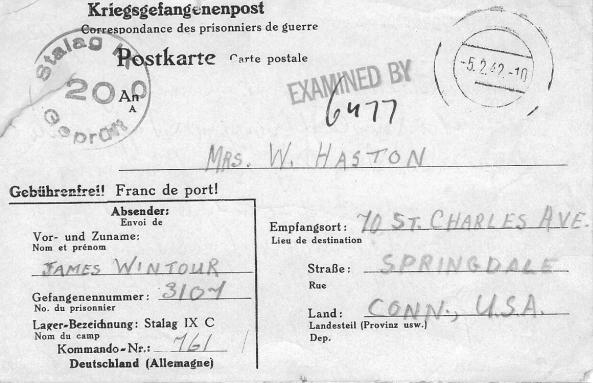 Kriegsgefangenenpost
Correspondance des prisonniers de guerre
Postkarte Carte postale
Stalag
20
Geprüft
An
A
-5.2.42.-10
EXAMINED BY
6477
MRS. W. HASTON
Gebührenfrei! Franc de port!
Absender:
Envoi de
Vor- und Zuname:
Nom et prénom
JAMES WINTOUR
Gefangenennummer: 3107
No. du prisonnier
Lager-Bezeichnung: Stalag IX C
Nom du camp
Kommando-Nr.: 761
Deutschland (Allemagne)
Empfangsort: 70 ST. CHARLES AVE.
Lieu de destination
Straße: SPRINGDALE
Rue
Land: CONN., U.S.A.
Landesteil (Provinz usw.)
Dep.